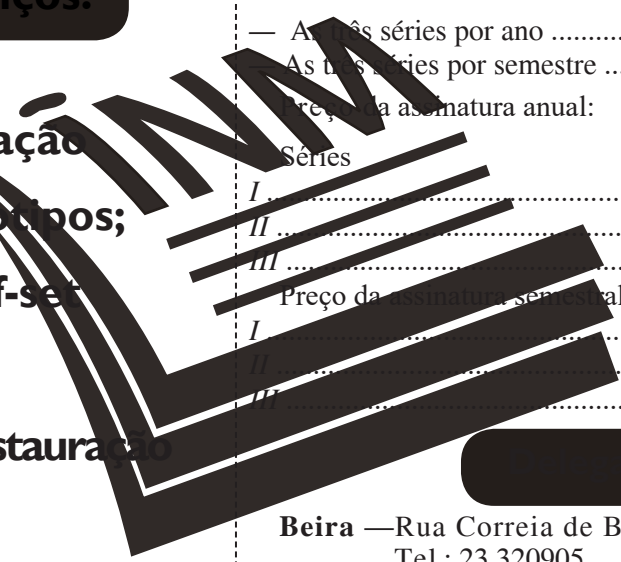 ços:
ação
otipos;
f-set
stauração
INM
— As três séries por ano ..........
— As três séries por semestre ..
Preço da assinatura anual:
Séries
I ..................................................
II ..................................................
III ..................................................
Preço da assinatura semestral
I ..................................................
II ..................................................
III ..................................................
Beira —Rua Correia de B
Tel.: 23 320905